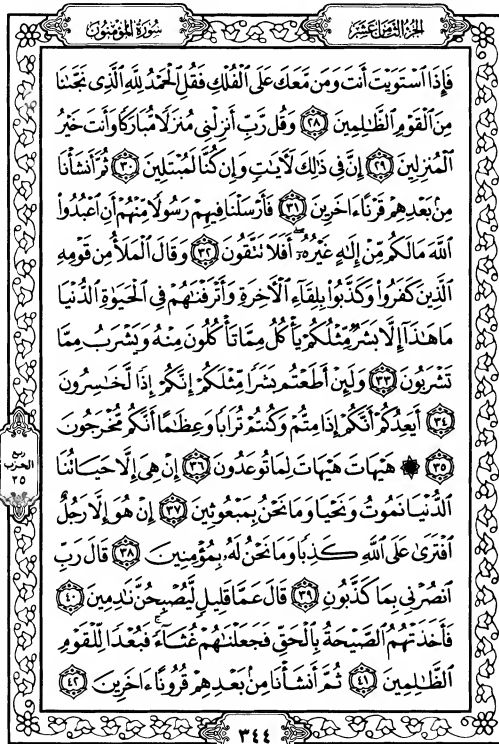 الجزء الثامن عشر
سورة المؤمنون
فَإِذَا ٱسْتَوَيْتَ أَنتَ وَمَن مَّعَكَ عَلَى ٱلْفُلْكِ فَقُلِ ٱلْحَمْدُ لِلَّهِ ٱلَّذِى نَجَّىٰنَا
مِنَ ٱلْقَوْمِ ٱلظَّٰلِمِينَ ٢٨ وَقُل رَّبِّ أَنزِلْنِى مُنزَلًا مُّبَارَكًا وَأَنتَ خَيْرُ
ٱلْمُنزِلِينَ ٢٩ إِنَّ فِى ذَٰلِكَ لَءَايَٰتٍ وَإِن كُنَّا لَمُبْتَلِينَ ٣٠ ثُمَّ أَنشَأْنَا
مِنۢ بَعْدِهِمْ قَرْنًا ءَاخَرِينَ ٣١ فَأَرْسَلْنَا فِيهِمْ رَسُولًا مِّنْهُمْ أَنِ ٱعْبُدُوا۟
ٱللَّهَ مَا لَكُم مِّنْ إِلَٰهٍ غَيْرُهُۥٓ أَفَلَا تَتَّقُونَ ٣٢ وَقَالَ ٱلْمَلَأُ مِن قَوْمِهِ
ٱلَّذِينَ كَفَرُوا۟ وَكَذَّبُوا۟ بِلِقَآءِ ٱلْءَاخِرَةِ وَأَتْرَفْنَٰهُمْ فِى ٱلْحَيَوٰةِ ٱلدُّنْيَا
مَا هَٰذَآ إِلَّا بَشَرٌ مِّثْلُكُمْ يَأْكُلُ مِمَّا تَأْكُلُونَ مِنْهُ وَيَشْرَبُ مِمَّا
تَشْرَبُونَ ٣٣ وَلَئِنْ أَطَعْتُم بَشَرًا مِّثْلَكُمْ إِنَّكُمْ إِذًا لَّخَٰسِرُونَ
٣٤ أَيَعِدُكُمْ أَنَّكُمْ إِذَا مِتُّمْ وَكُنتُمْ تُرَابًا وَعِظَٰمًا أَنَّكُم مُّخْرَجُونَ
٣٥ ۞ هَيْهَاتَ هَيْهَاتَ لِمَا تُوعَدُونَ ٣٦ إِنْ هِىَ إِلَّا حَيَاتُنَا
ٱلدُّنْيَا نَمُوتُ وَنَحْيَا وَمَا نَحْنُ بِمَبْعُوثِينَ ٣٧ إِنْ هُوَ إِلَّا رَجُلٌ
ٱفْتَرَىٰ عَلَى ٱللَّهِ كَذِبًا وَمَا نَحْنُ لَهُۥ بِمُؤْمِنِينَ ٣٨ قَالَ رَبِّ
ٱنصُرْنِى بِمَا كَذَّبُونِ ٣٩ قَالَ عَمَّا قَلِيلٍ لَّيُصْبِحُنَّ نَٰدِمِينَ ٤٠
فَأَخَذَتْهُمُ ٱلصَّيْحَةُ بِٱلْحَقِّ فَجَعَلْنَٰهُمْ غُثَآءً فَبُعْدًا لِّلْقَوْمِ
ٱلظَّٰلِمِينَ ٤١ ثُمَّ أَنشَأْنَا مِنۢ بَعْدِهِمْ قُرُونًا ءَاخَرِينَ ٤٢
ربع
الحزب
٣٥
٣٤٤